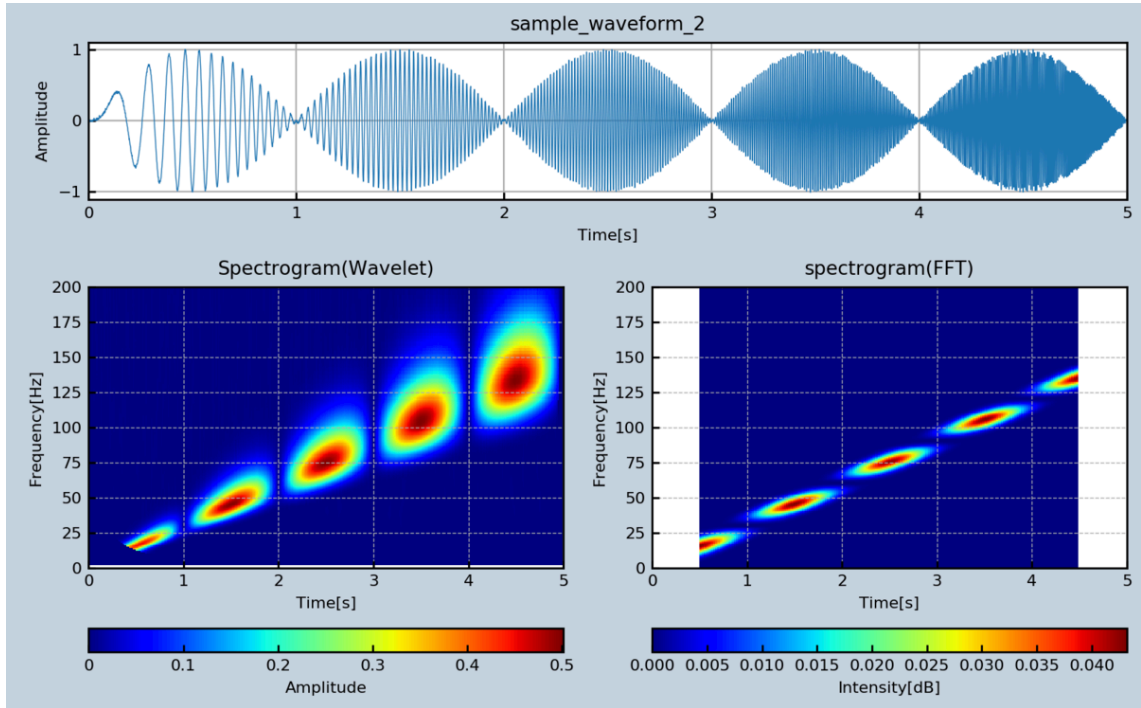 sample_waveform_2
1
0
−1
Amplitude
0 1 2 3 4 5
Time[s]
Spectrogram(Wavelet)
200
175
150
125
100
75
50
25
0
Frequency[Hz]
0 1 2 3 4 5
Time[s]
0 0.1 0.2 0.3 0.4 0.5
Amplitude
spectrogram(FFT)
200
175
150
125
100
75
50
25
0
Frequency[Hz]
0 1 2 3 4 5
Time[s]
0.000 0.005 0.010 0.015 0.020 0.025 0.030 0.035 0.040
Intensity[dB]